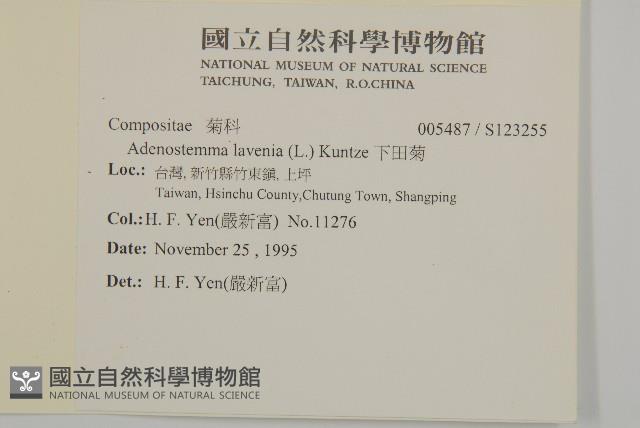 國立自然科學博物館
NATIONAL MUSEUM OF NATURAL SCIENCE
TAICHUNG, TAIWAN, R.O.CHINA
Compositae 菊科 005487 / S123255
Adenostemma lavenia (L.) Kuntze 下田菊
Loc.: 台灣, 新竹縣竹東鎮, 上坪
Taiwan, Hsinchu County,Chutung Town, Shangping
Col.: H. F. Yen(嚴新富) No.11276
Date: November 25 , 1995
Det.: H. F. Yen(嚴新富)
國立自然科學博物館
NATIONAL MUSEUM OF NATURAL SCIENCE